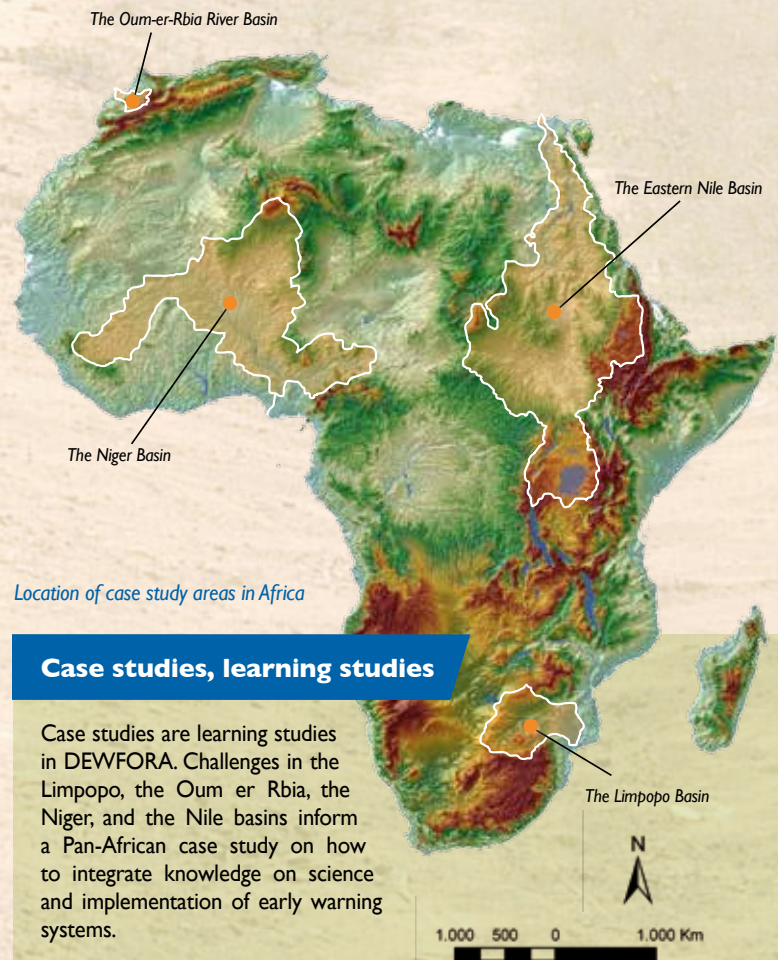 The Oum-er-Rbia River Basin
The Eastern Nile Basin
The Niger Basin
Location of case study areas in Africa
Case studies, learning studies
Case studies are learning studies
in DEWFORA. Challenges in the
Limpopo, the Oum er Rbia, the
Niger, and the Nile basins inform
a Pan-African case study on how
to integrate knowledge on science
and implementation of early warning
systems.
The Limpopo Basin
N
1.000 500 0 1.000 Km